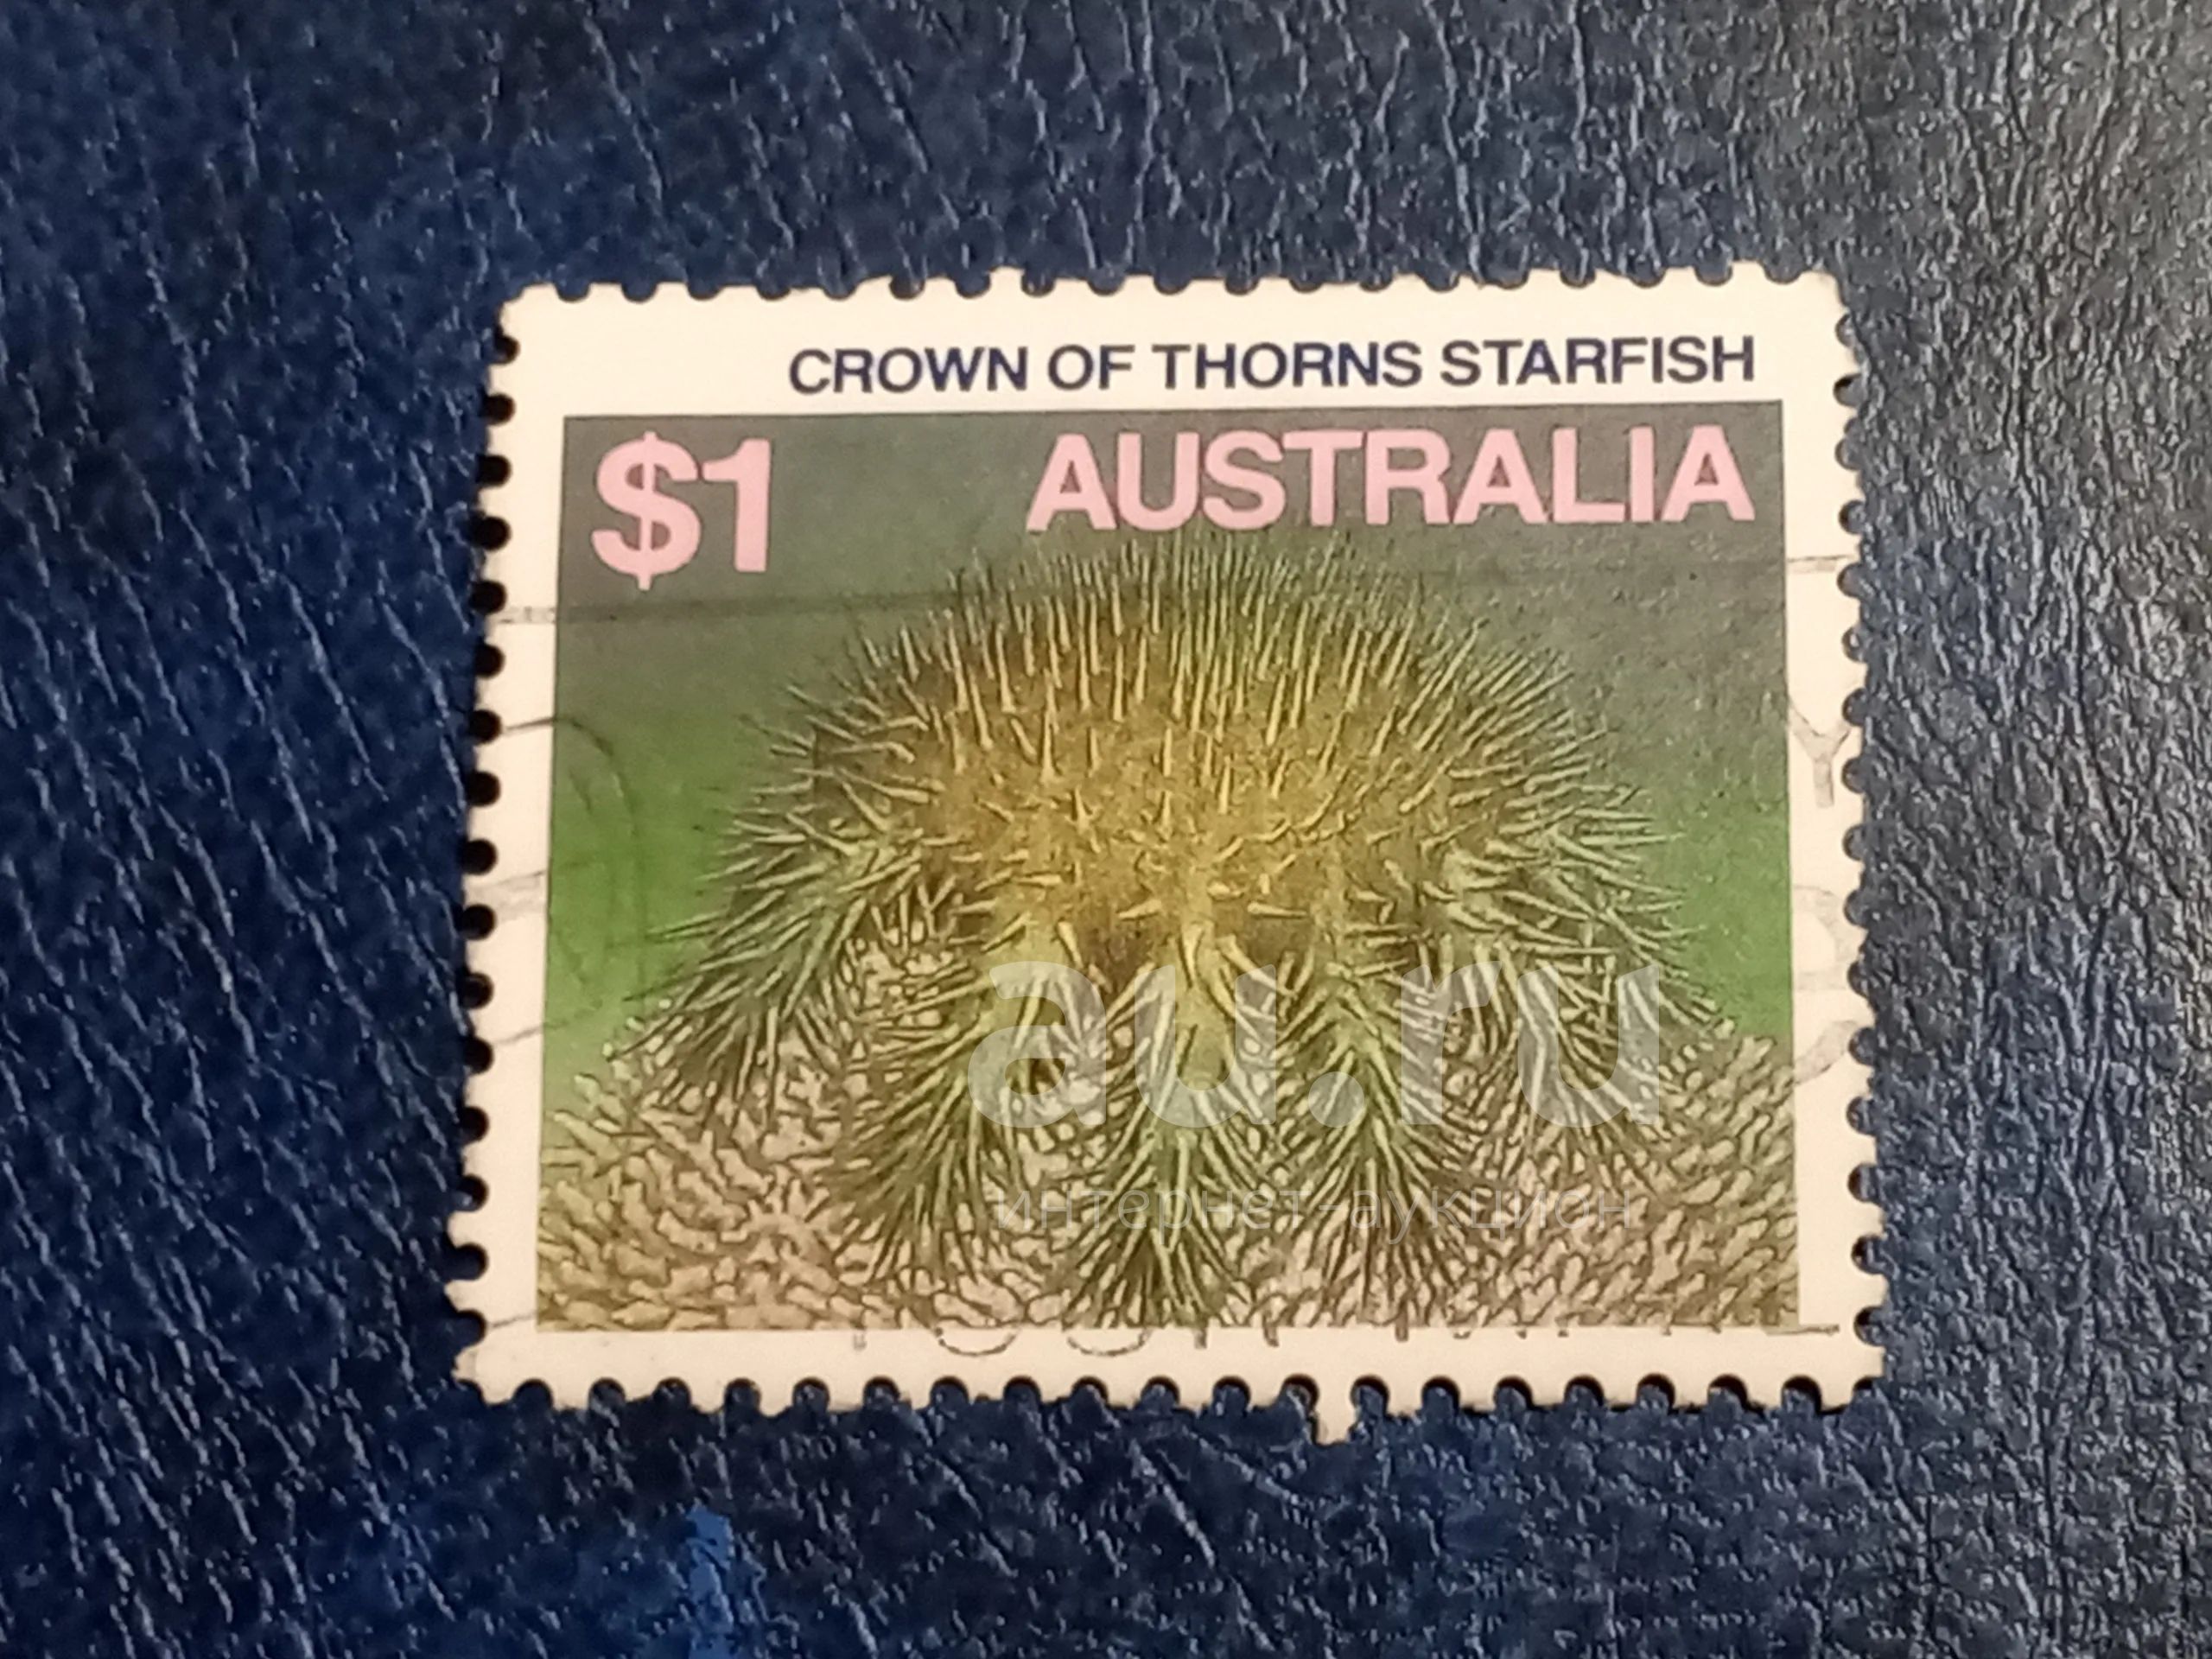 CROWN OF THORNS STARFISH
$1 AUSTRALIA
au.ru
интернет-аукцион